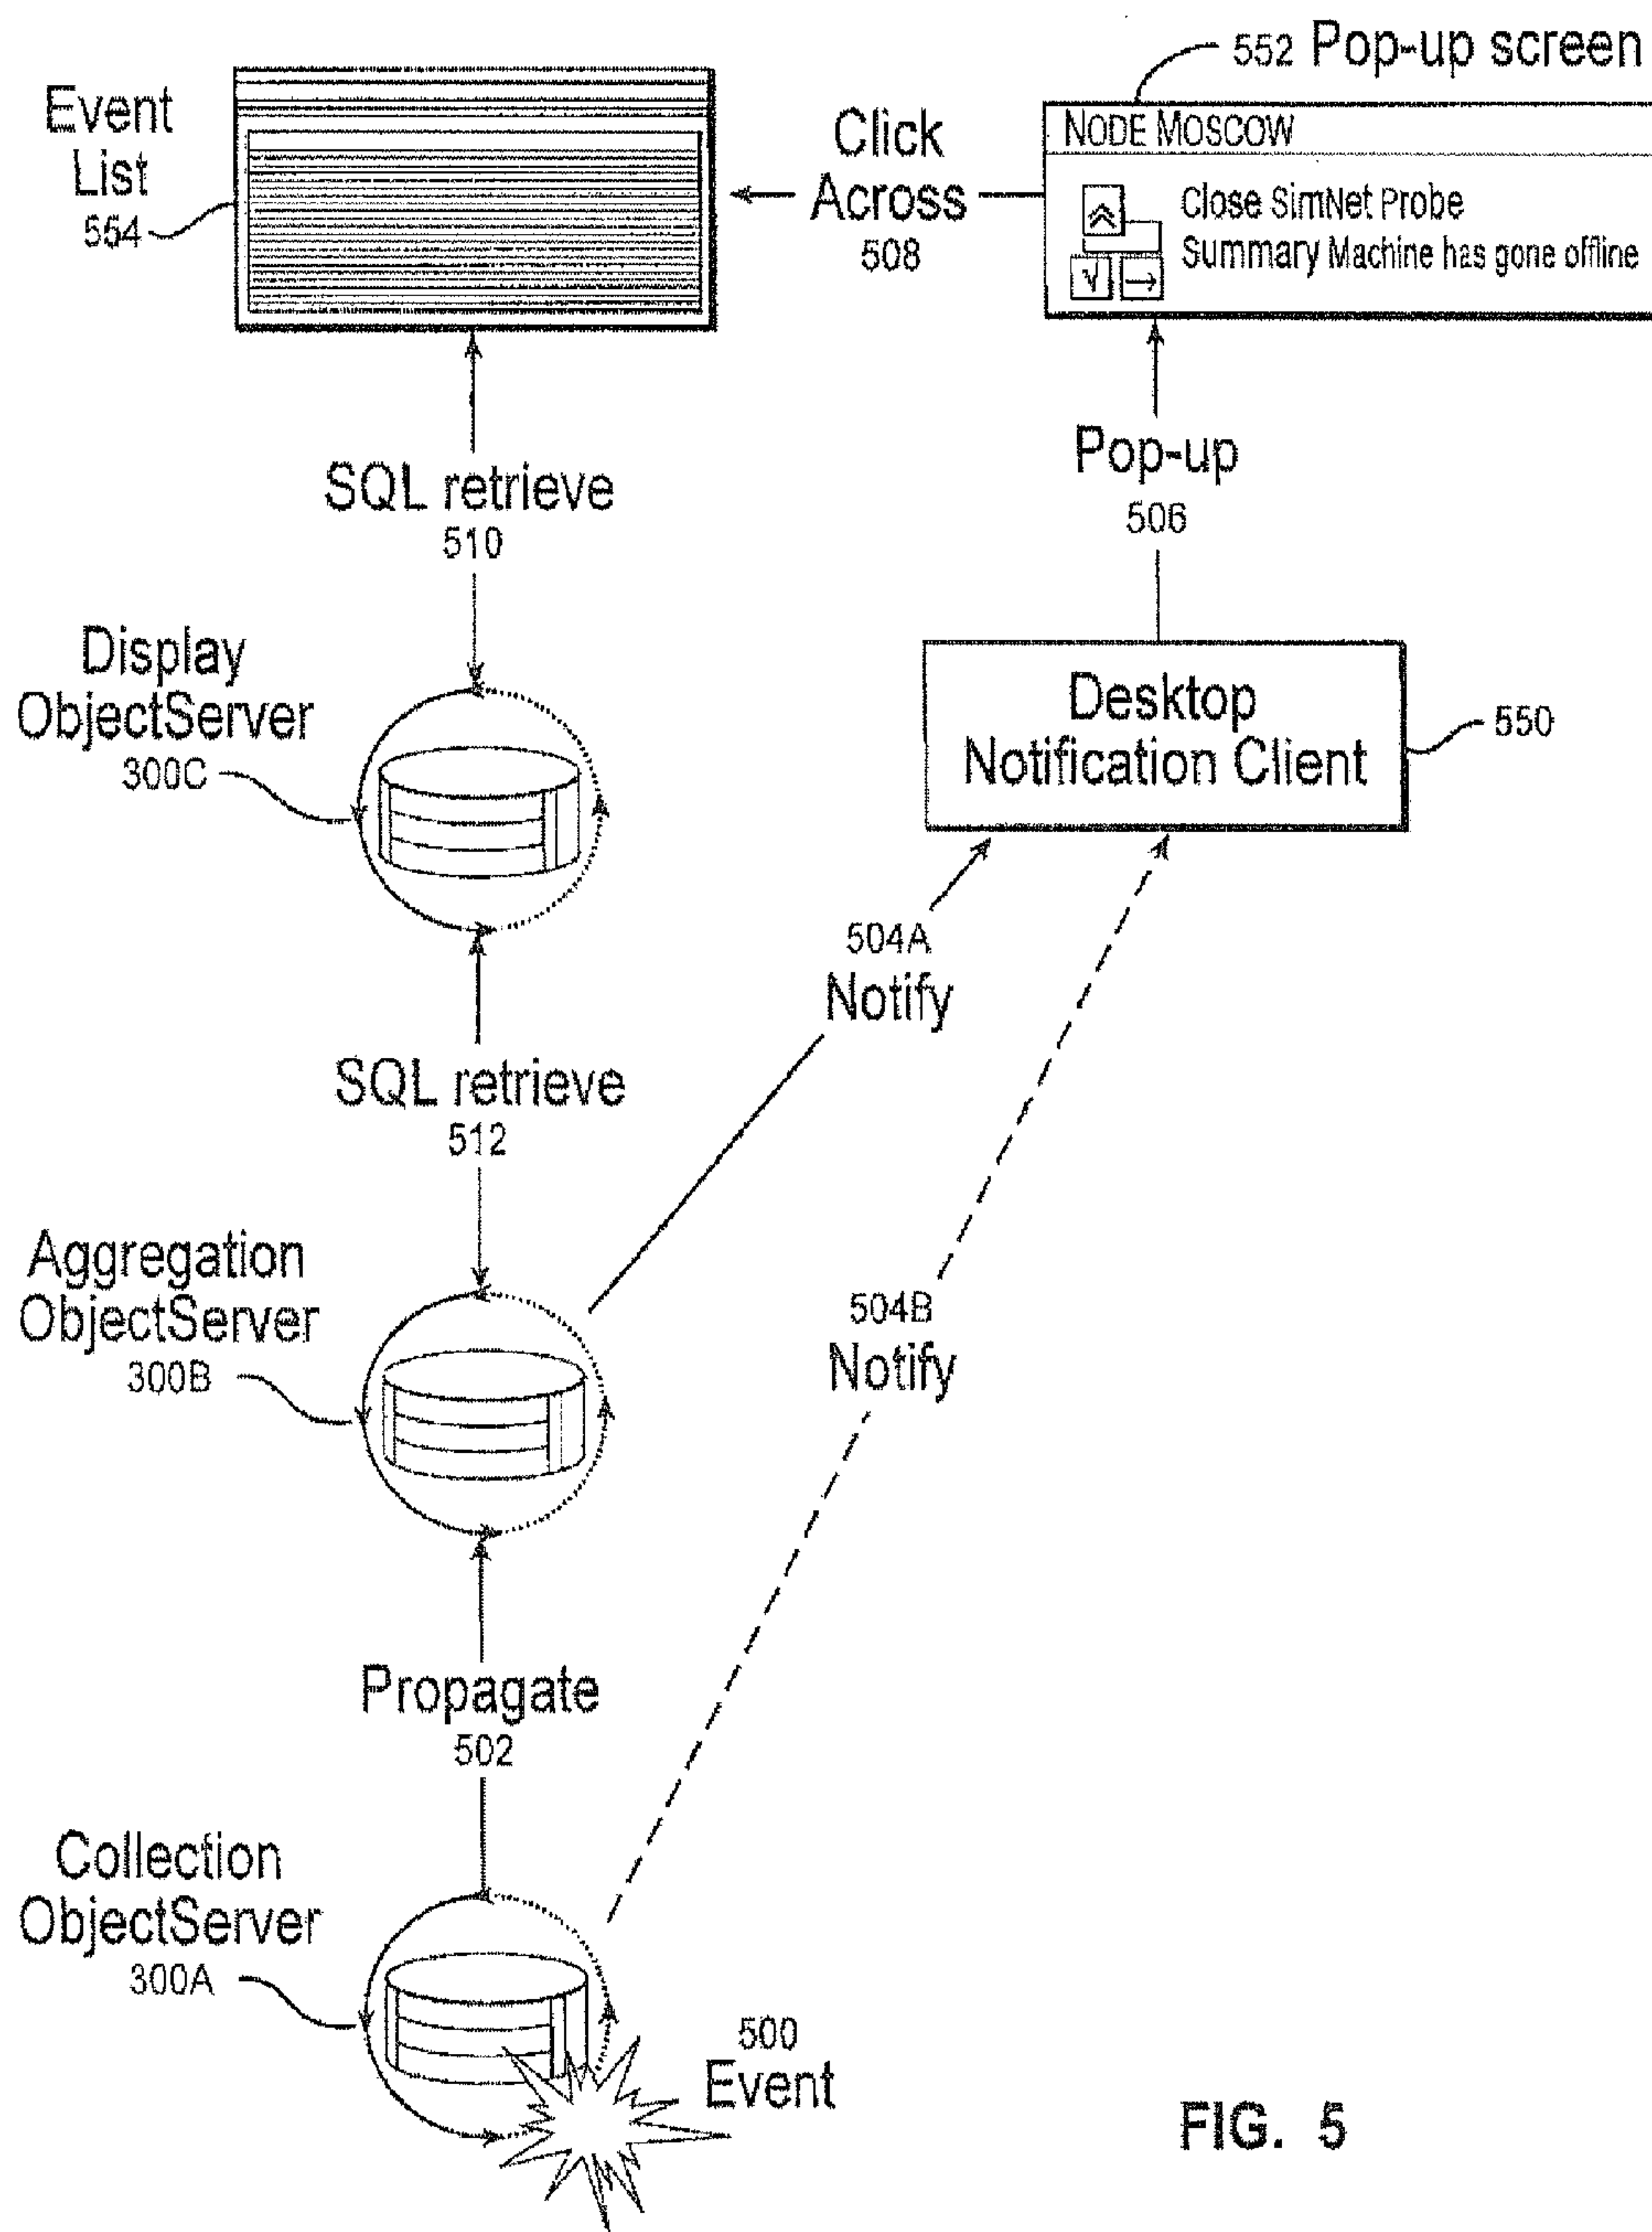 552 Pop-up screen
Event
List
554
Click
Across
508
NODE MOSCOW
Close SimNet Probe
Summary Machine has gone offline
SQL retrieve
510
Pop-up
506
Display
ObjectServer
300C
Desktop
Notification Client
550
504A
Notify
SQL retrieve
512
Aggregation
ObjectServer
300B
504B
Notify
Propagate
502
Collection
ObjectServer
300A
500
Event
FIG. 5